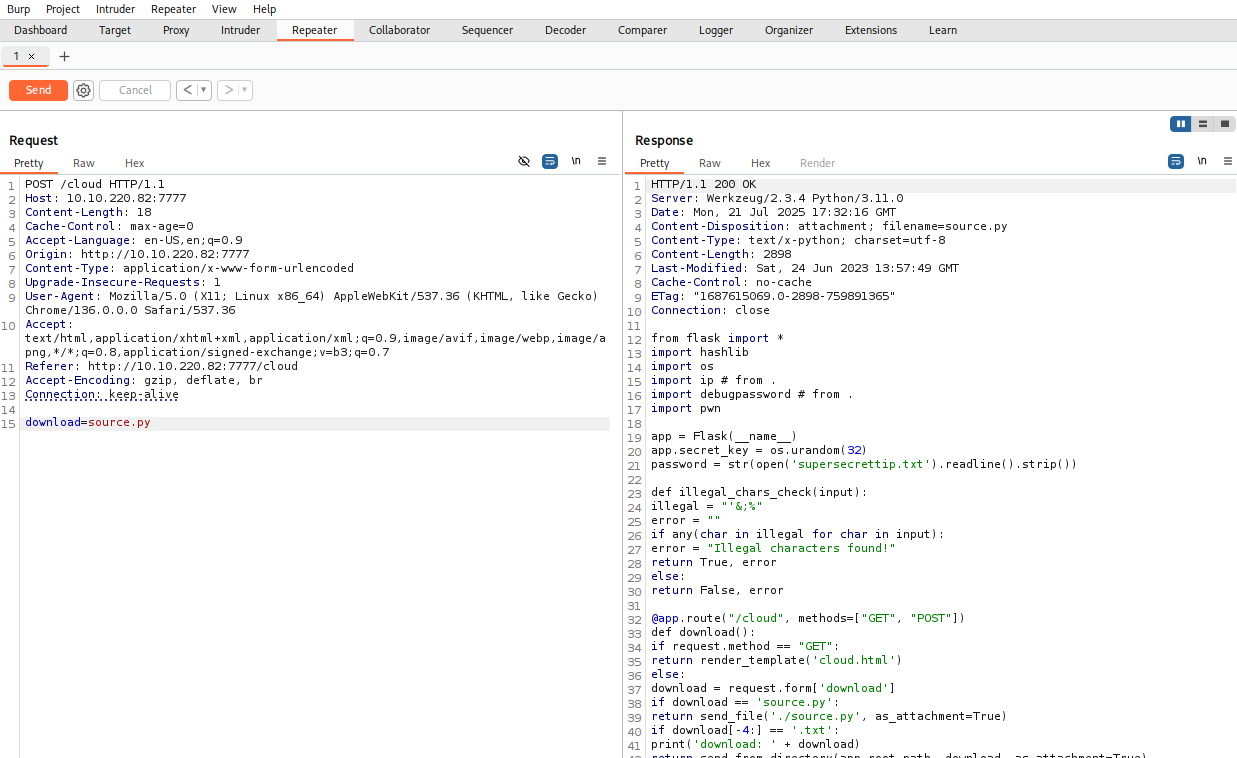 Burp Project Intruder Repeater View Help
Dashboard Target Proxy Intruder Repeater Collaborator Sequencer Decoder Comparer Logger Organizer Extensions Learn
1 × +
Send Cancel < >
Request
Pretty Raw Hex
\n
1 POST /cloud HTTP/1.1
2 Host: 10.10.220.82:7777
3 Content-Length: 18
4 Cache-Control: max-age=0
5 Accept-Language: en-US,en;q=0.9
6 Origin: http://10.10.220.82:7777
7 Content-Type: application/x-www-form-urlencoded
8 Upgrade-Insecure-Requests: 1
9 User-Agent: Mozilla/5.0 (X11; Linux x86_64) AppleWebKit/537.36 (KHTML, like Gecko)
Chrome/136.0.0.0 Safari/537.36
10 Accept:
text/html,application/xhtml+xml,application/xml;q=0.9,image/avif,image/webp,image/a
png,*/*;q=0.8,application/signed-exchange;v=b3;q=0.7
11 Referer: http://10.10.220.82:7777/cloud
12 Accept-Encoding: gzip, deflate, br
13 Connection: keep-alive
14
15 download=source.py
Response
Pretty Raw Hex Render
\n
1 HTTP/1.1 200 OK
2 Server: Werkzeug/2.3.4 Python/3.11.0
3 Date: Mon, 21 Jul 2025 17:32:16 GMT
4 Content-Disposition: attachment; filename=source.py
5 Content-Type: text/x-python; charset=utf-8
6 Content-Length: 2898
7 Last-Modified: Sat, 24 Jun 2023 13:57:49 GMT
8 Cache-Control: no-cache
9 ETag: "1687615069.0-2898-759891365"
10 Connection: close
11
12 from flask import *
13 import hashlib
14 import os
15 import ip # from .
16 import debugpassword # from .
17 import pwn
18
19 app = Flask(__name__)
20 app.secret_key = os.urandom(32)
21 password = str(open('supersecrettip.txt').readline().strip())
22
23 def illegal_chars_check(input):
24 illegal = "'&;%"
25 error = ""
26 if any(char in illegal for char in input):
27 error = "Illegal characters found!"
28 return True, error
29 else:
30 return False, error
31
32 @app.route("/cloud", methods=["GET", "POST"])
33 def download():
34 if request.method == "GET":
35 return render_template('cloud.html')
36 else:
37 download = request.form['download']
38 if download == 'source.py':
39 return send_file('./source.py', as_attachment=True)
40 if download[-4:] == '.txt':
41 print('download: ' + download)
return send_from_directory(app.root_path, download, as_attachment=True)